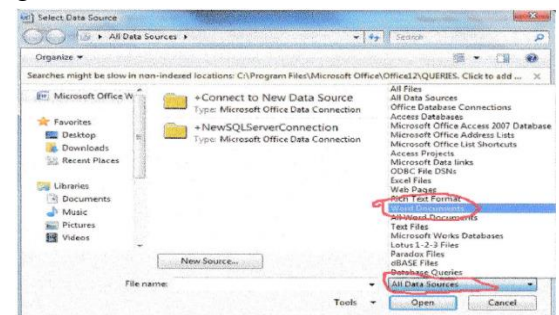 Select Data Source
All Data Sources
Search
Organize
Searches might be slow in non-indexed locations: C:\Program Files\Microsoft Office\Office12\QUERIES. Click to add ...
Microsoft Office W
Favorites
Desktop
Downloads
Recent Places
Libraries
Documents
Music
Pictures
Videos
+Connect to New Data Source
Type: Microsoft Office Data Connection
+NewSQLServerConnection
Type: Microsoft Office Data Connection
All Files
All Data Sources
Office Database Connections
Access Databases
Microsoft Office Access 2007 Database
Microsoft Office Address Lists
Microsoft Office List Shortcuts
Access Projects
Microsoft Data links
ODBC File DSNs
Excel Files
Web Pages
Rich Text Format
Word Documents
All Word Documents
Text Files
Microsoft Works Databases
Lotus 1-2-3 Files
Paradox Files
dBASE Files
Database Queries
New Source...
File name:
All Data Sources
Tools
Open
Cancel